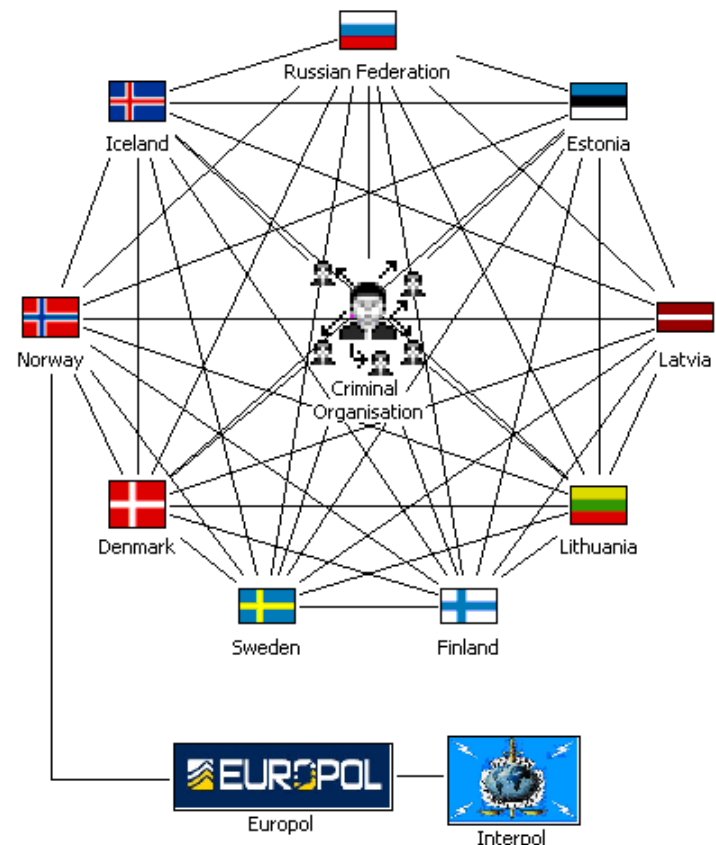 Russian Federation
Iceland
Estonia
Norway
Latvia
Criminal
Organisation
Denmark
Lithuania
Sweden
Finland
EUROPOL
Europol
Interpol